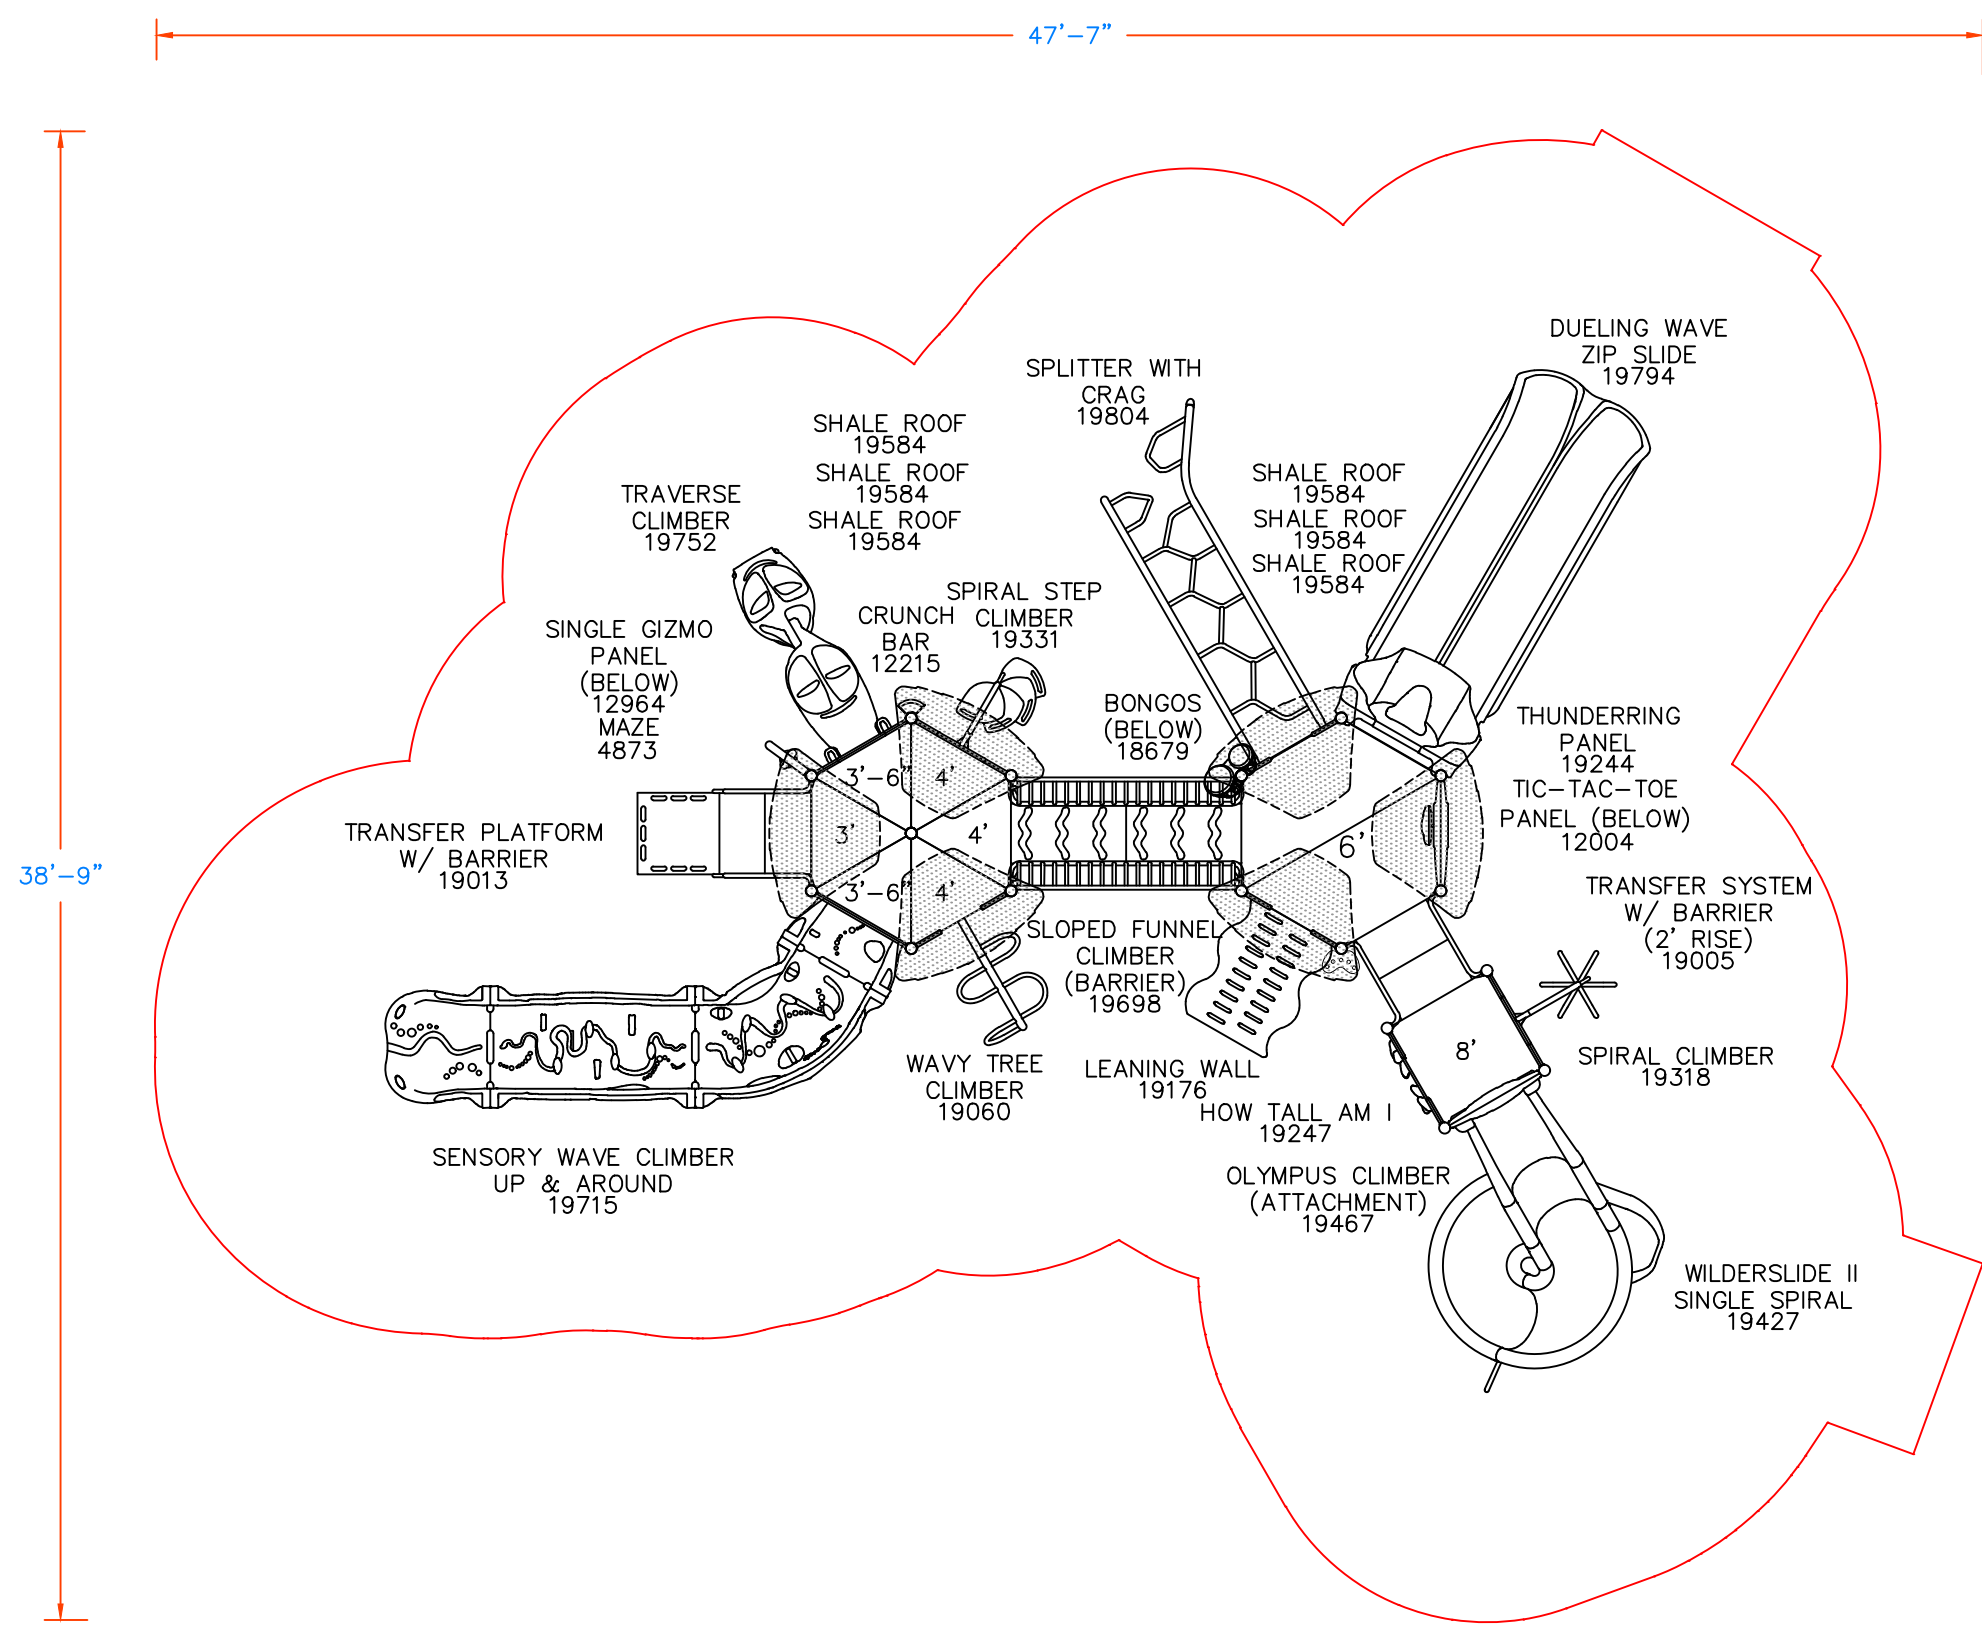 47'-7"
38'-9"
DUELING WAVE
ZIP SLIDE
19794
SPLITTER WITH
CRAG
19804
SHALE ROOF
19584
SHALE ROOF
19584
SHALE ROOF
19584
SHALE ROOF
19584
SHALE ROOF
19584
SHALE ROOF
19584
TRAVERSE
CLIMBER
19752
SPIRAL STEP
CLIMBER
19331
CRUNCH
BAR
12215
SINGLE GIZMO
PANEL
(BELOW)
12964
MAZE
4873
BONGOS
(BELOW)
18679
THUNDERRING
PANEL
19244
TIC-TAC-TOE
PANEL (BELOW)
12004
3'-6"
4'
3'
4'
6'
3'-6"
4'
TRANSFER PLATFORM
W/ BARRIER
19013
TRANSFER SYSTEM
W/ BARRIER
(2' RISE)
19005
SLOPED FUNNEL
CLIMBER
(BARRIER)
19698
8'
SPIRAL CLIMBER
19318
WAVY TREE
CLIMBER
19060
LEANING WALL
19176
HOW TALL AM I
19247
SENSORY WAVE CLIMBER
UP & AROUND
19715
OLYMPUS CLIMBER
(ATTACHMENT)
19467
WILDERSLIDE II
SINGLE SPIRAL
19427